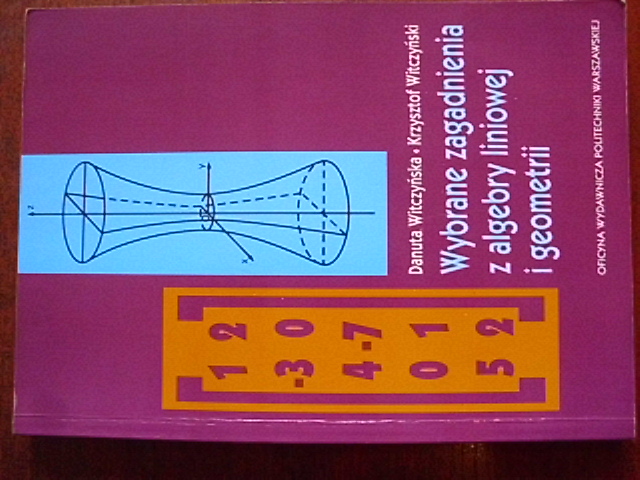 z
y
x
1 2
-3 0
4 -7
0 1
5 2
Danuta Witczyńska • Krzysztof Witczyński
Wybrane zagadnienia
z algebry liniowej
i geometrii
OFICYNA WYDAWNICZA POLITECHNIKI WARSZAWSKIEJ